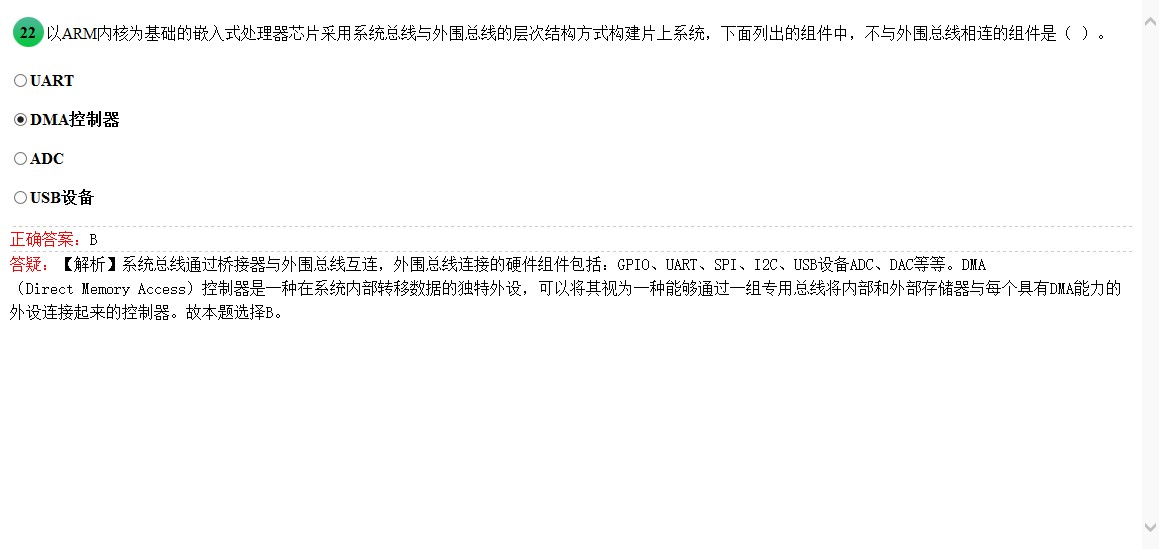 22 以ARM内核为基础的嵌入式处理器芯片采用系统总线与外围总线的层次结构方式构建片上系统，下面列出的组件中，不与外围总线相连的组件是（ ）。
UART
DMA控制器
ADC
USB设备
正确答案：B
答疑：【解析】系统总线通过桥接器与外围总线互连，外围总线连接的硬件组件包括：GPIO、UART、SPI、I2C、USB设备ADC、DAC等等。DMA
（Direct Memory Access）控制器是一种在系统内部转移数据的独特外设，可以将其视为一种能够通过一组专用总线将内部和外部存储器与每个具有DMA能力的
外设连接起来的控制器。故本题选择B。